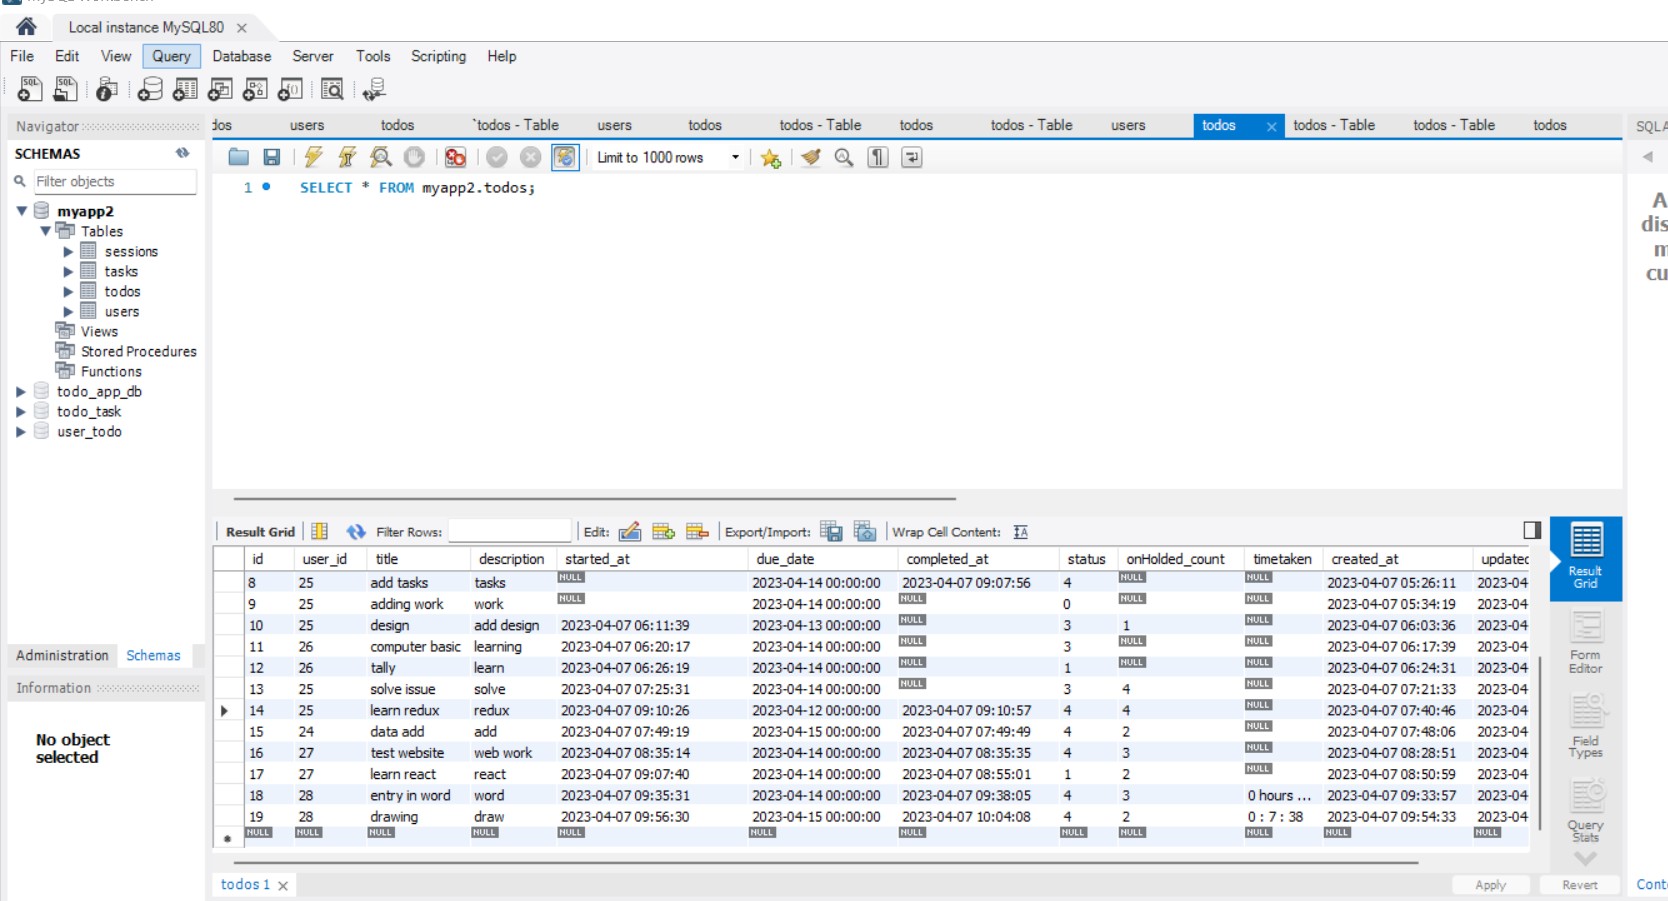 Local instance MySQL80
File Edit View Query Database Server Tools Scripting Help
Navigator
dos users todos `todos - Table users todos todos - Table todos todos - Table users todos todos - Table todos - Table todos
SQLA
SCHEMAS
Limit to 1000 rows
Filter objects
1 SELECT * FROM myapp2.todos;
myapp2
Tables
sessions
tasks
todos
users
Views
Stored Procedures
Functions
todo_app_db
todo_task
user_todo
A
dis
m
cu
Administration Schemas
Information
No object
selected
Result Grid Filter Rows: Edit: Export/Import: Wrap Cell Content:
id user_id title description started_at due_date completed_at status onHolded_count timetaken created_at updated
8 25 add tasks tasks NULL 2023-04-14 00:00:00 2023-04-07 09:07:56 4 NULL NULL 2023-04-07 05:26:11 2023-04
9 25 adding work work NULL 2023-04-14 00:00:00 NULL 0 NULL NULL 2023-04-07 05:34:19 2023-04
10 25 design add design 2023-04-07 06:11:39 2023-04-13 00:00:00 NULL 3 1 NULL 2023-04-07 06:03:36 2023-04
11 26 computer basic learning 2023-04-07 06:20:17 2023-04-14 00:00:00 NULL 3 NULL NULL 2023-04-07 06:17:39 2023-04
12 26 tally learn 2023-04-07 06:26:19 2023-04-14 00:00:00 NULL 1 NULL NULL 2023-04-07 06:24:31 2023-04
13 25 solve issue solve 2023-04-07 07:25:31 2023-04-14 00:00:00 NULL 3 4 NULL 2023-04-07 07:21:33 2023-04
14 25 learn redux redux 2023-04-07 09:10:26 2023-04-12 00:00:00 2023-04-07 09:10:57 4 4 NULL 2023-04-07 07:40:46 2023-04
15 24 data add add 2023-04-07 07:49:19 2023-04-15 00:00:00 2023-04-07 07:49:49 4 2 NULL 2023-04-07 07:48:06 2023-04
16 27 test website web work 2023-04-07 08:35:14 2023-04-14 00:00:00 2023-04-07 08:35:35 4 3 NULL 2023-04-07 08:28:51 2023-04
17 27 learn react react 2023-04-07 09:07:40 2023-04-14 00:00:00 2023-04-07 08:55:01 1 2 NULL 2023-04-07 08:50:59 2023-04
18 28 entry in word word 2023-04-07 09:35:31 2023-04-14 00:00:00 2023-04-07 09:38:05 4 3 0 hours ... 2023-04-07 09:33:57 2023-04
19 28 drawing draw 2023-04-07 09:56:30 2023-04-15 00:00:00 2023-04-07 10:04:08 4 2 0 : 7 : 38 2023-04-07 09:54:33 2023-04
NULL NULL NULL NULL NULL NULL NULL NULL NULL NULL NULL NULL
Result
Grid
Form
Editor
Field
Types
Query
Stats
todos 1
Apply Revert Conte